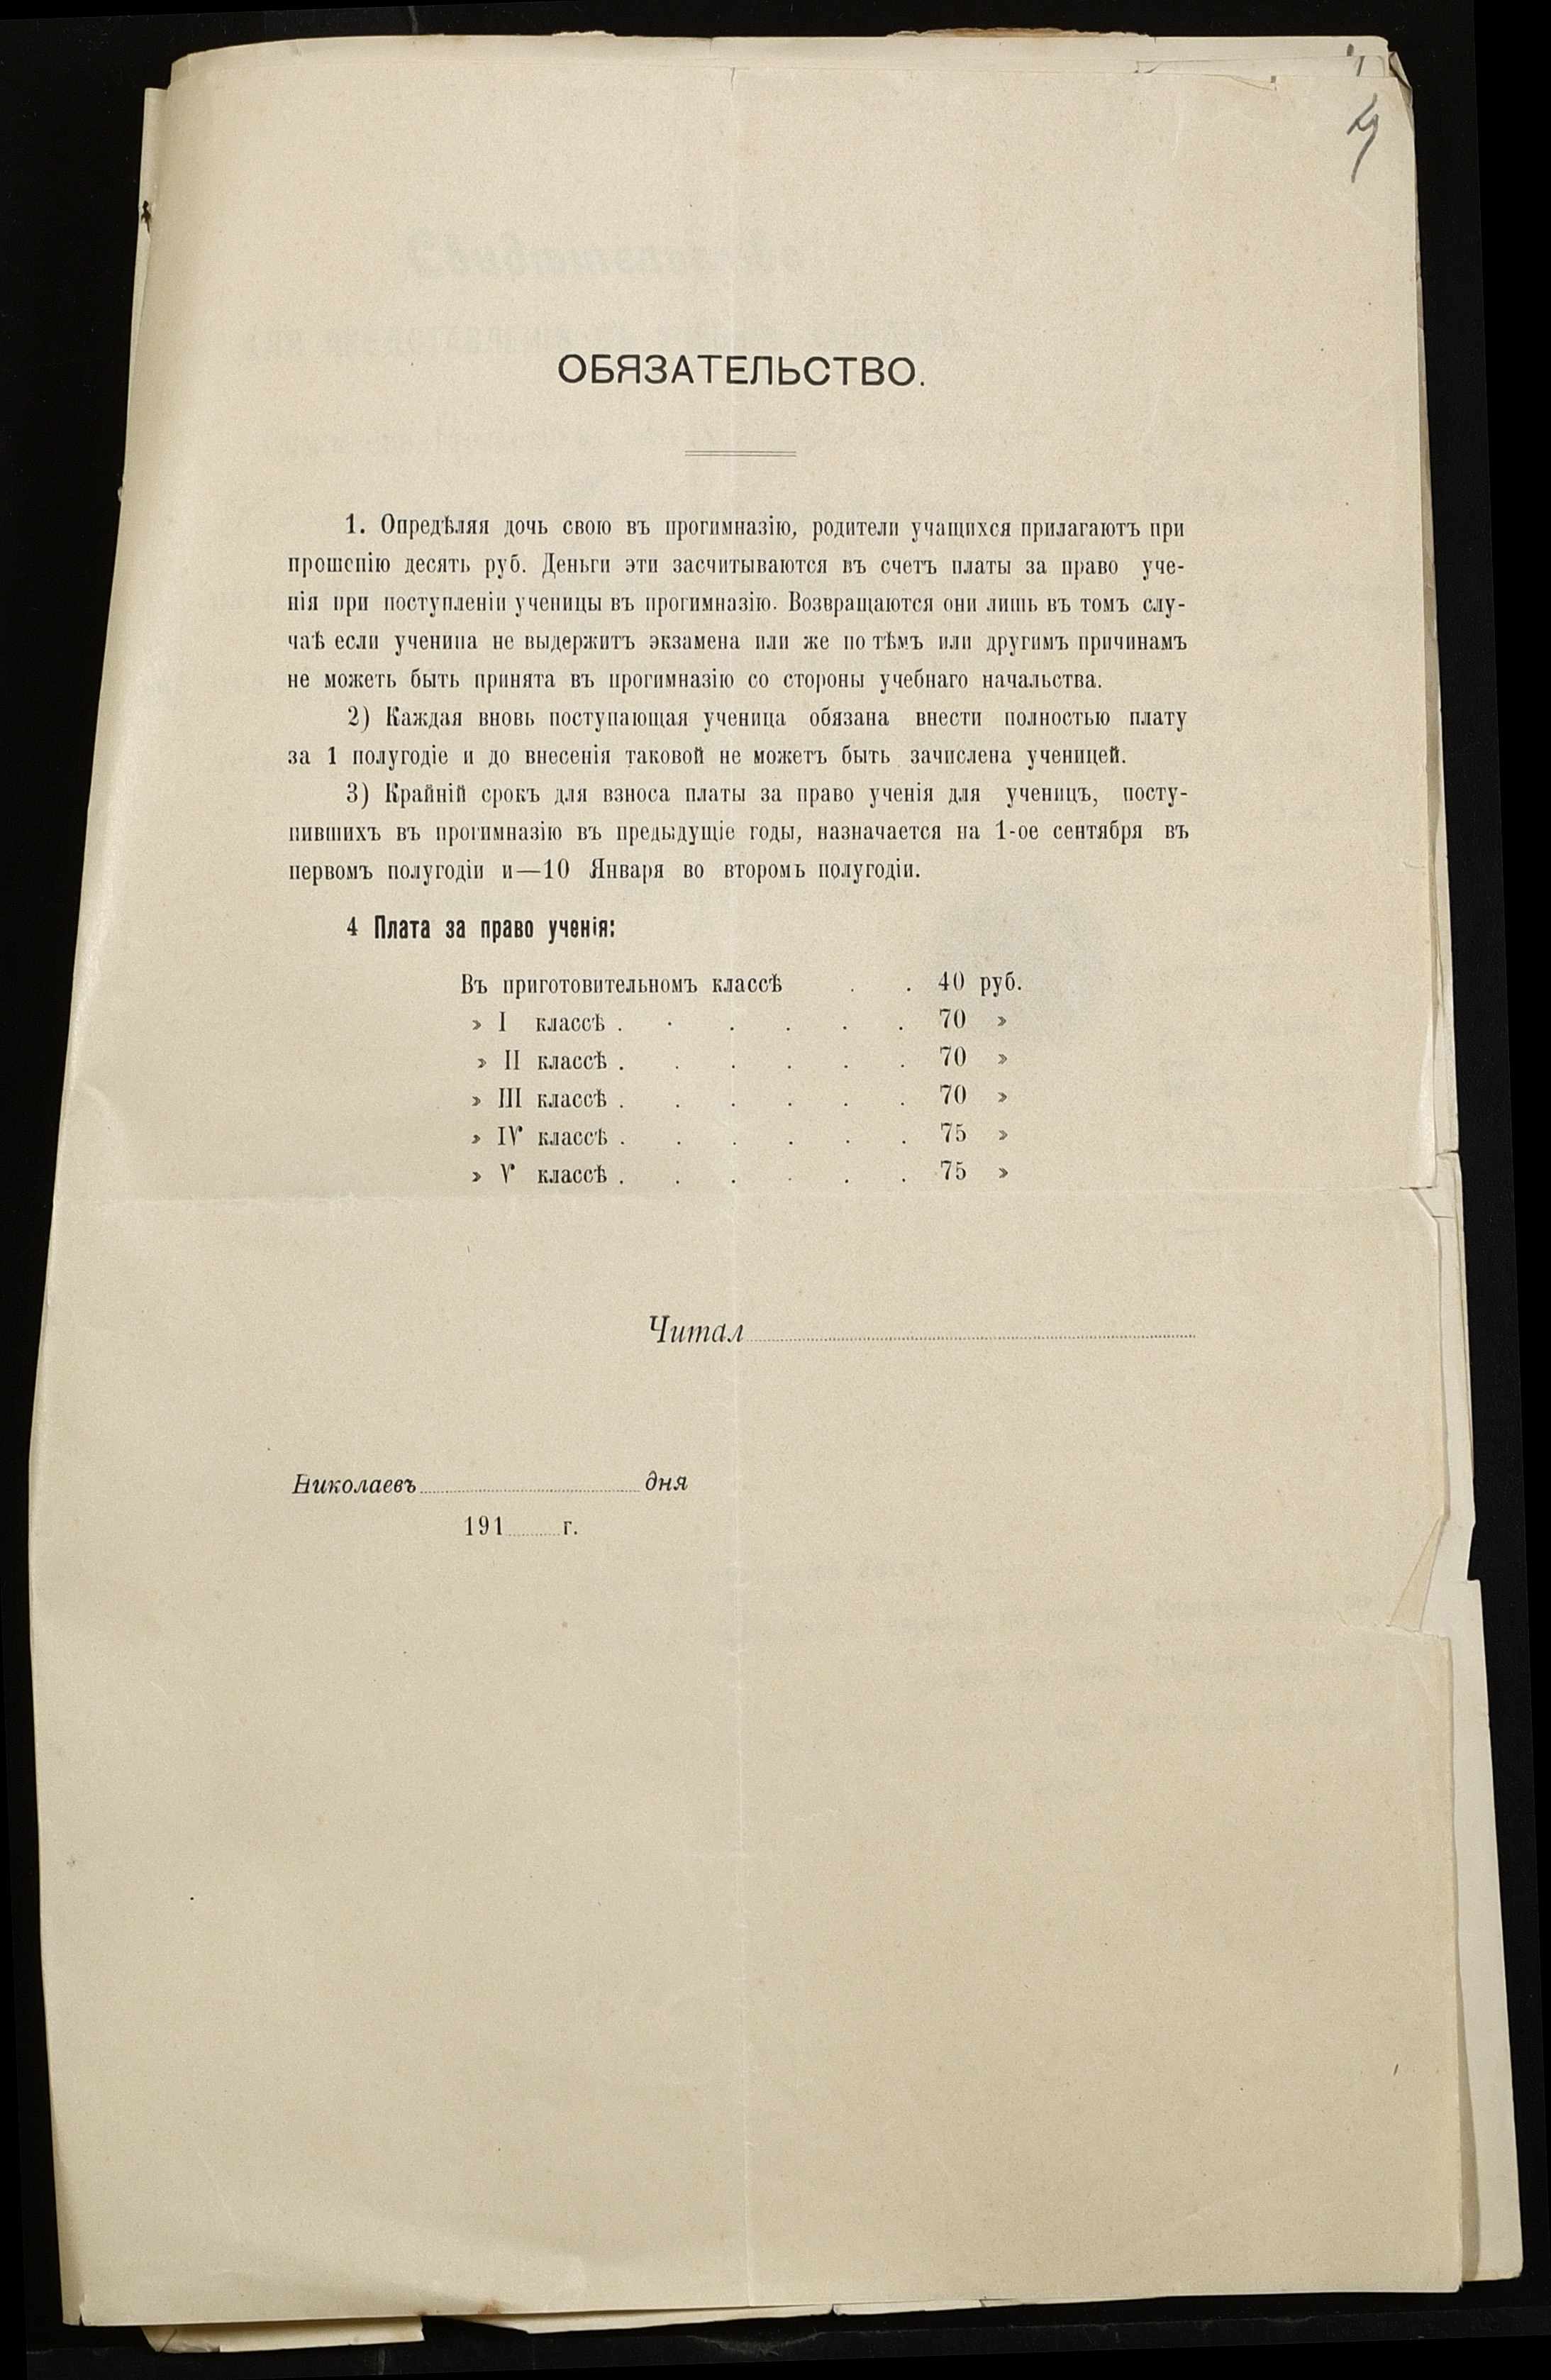 ОБЯЗАТЕЛЬСТВО.
1. Опредѣляя дочь свою въ прогимназію, родители учащихся прилагаютъ при
прошенію десять руб. Деньги эти засчитываются въ счетъ платы за право уче-
нія при поступленіи ученицы въ прогимназію. Возвращаются они лишь въ томъ слу-
чаѣ если ученица не выдержитъ экзамена или же по тѣмъ или другимъ причинамъ
не можеть быть принята въ прогимназію со стороны учебнаго начальства.
2) Каждая вновь поступающая ученица обязана внести полностью плату
за 1 полугодіе и до внесенія таковой не можетъ быть зачислена ученицей.
3) Крайній срокъ для взноса платы за право ученія для ученицъ, посту-
пившихъ въ прогимназію въ предыдущіе годы, назначается на 1-ое сентября въ
первомъ полугодіи и—10 Января во второмъ полугодіи.
4 Плата за право ученія:
Въ приготовительномъ классѣ . . 40 руб.
» I классѣ . . . . . . 70 »
» II классѣ . . . . . . 70 »
» III классѣ . . . . . . 70 »
» IV классѣ . . . . . . 75 »
» V классѣ . . . . . . 75 »
Читал
Николаевъ дня
191 г.